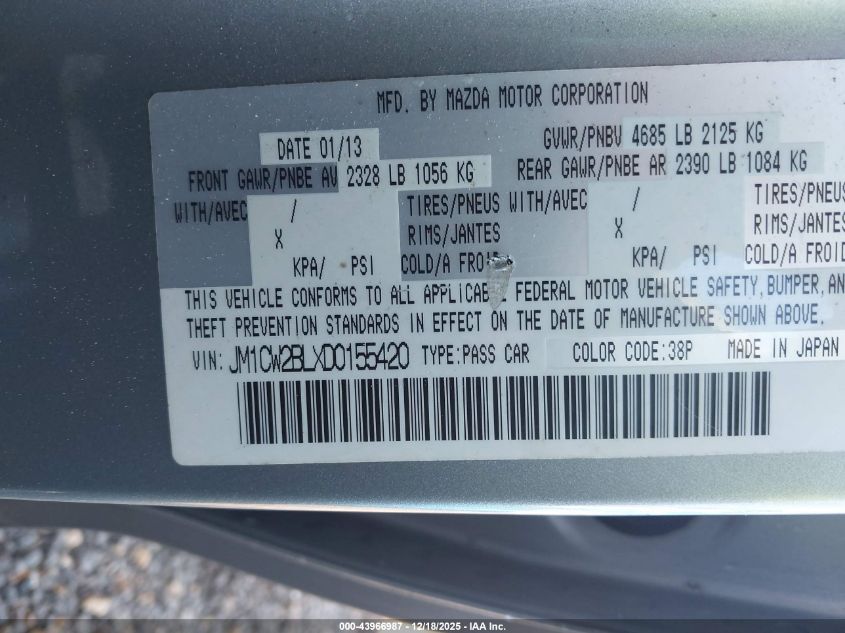 MFD. BY MAZDA MOTOR CORPORATION
DATE 01/13
GVWR/PNBV 4685 LB 2125 KG
FRONT GAWR/PNBE AV 2328 LB 1056 KG
REAR GAWR/PNBE AR 2390 LB 1084 KG
WITH/AVEC / TIRES/PNEUS WITH/AVEC / TIRES/PNEUS
X RIMS/JANTES X RIMS/JANTES
KPA/ PSI COLD/A FROID KPA/ PSI COLD/A FROID
THIS VEHICLE CONFORMS TO ALL APPLICABLE FEDERAL MOTOR VEHICLE SAFETY, BUMPER, AN
THEFT PREVENTION STANDARDS IN EFFECT ON THE DATE OF MANUFACTURE SHOWN ABOVE.
VIN: JM1CW2BLXD0155420 TYPE:PASS CAR COLOR CODE:38P MADE IN JAPAN
000-43966987 - 12/18/2025 - IAA Inc.